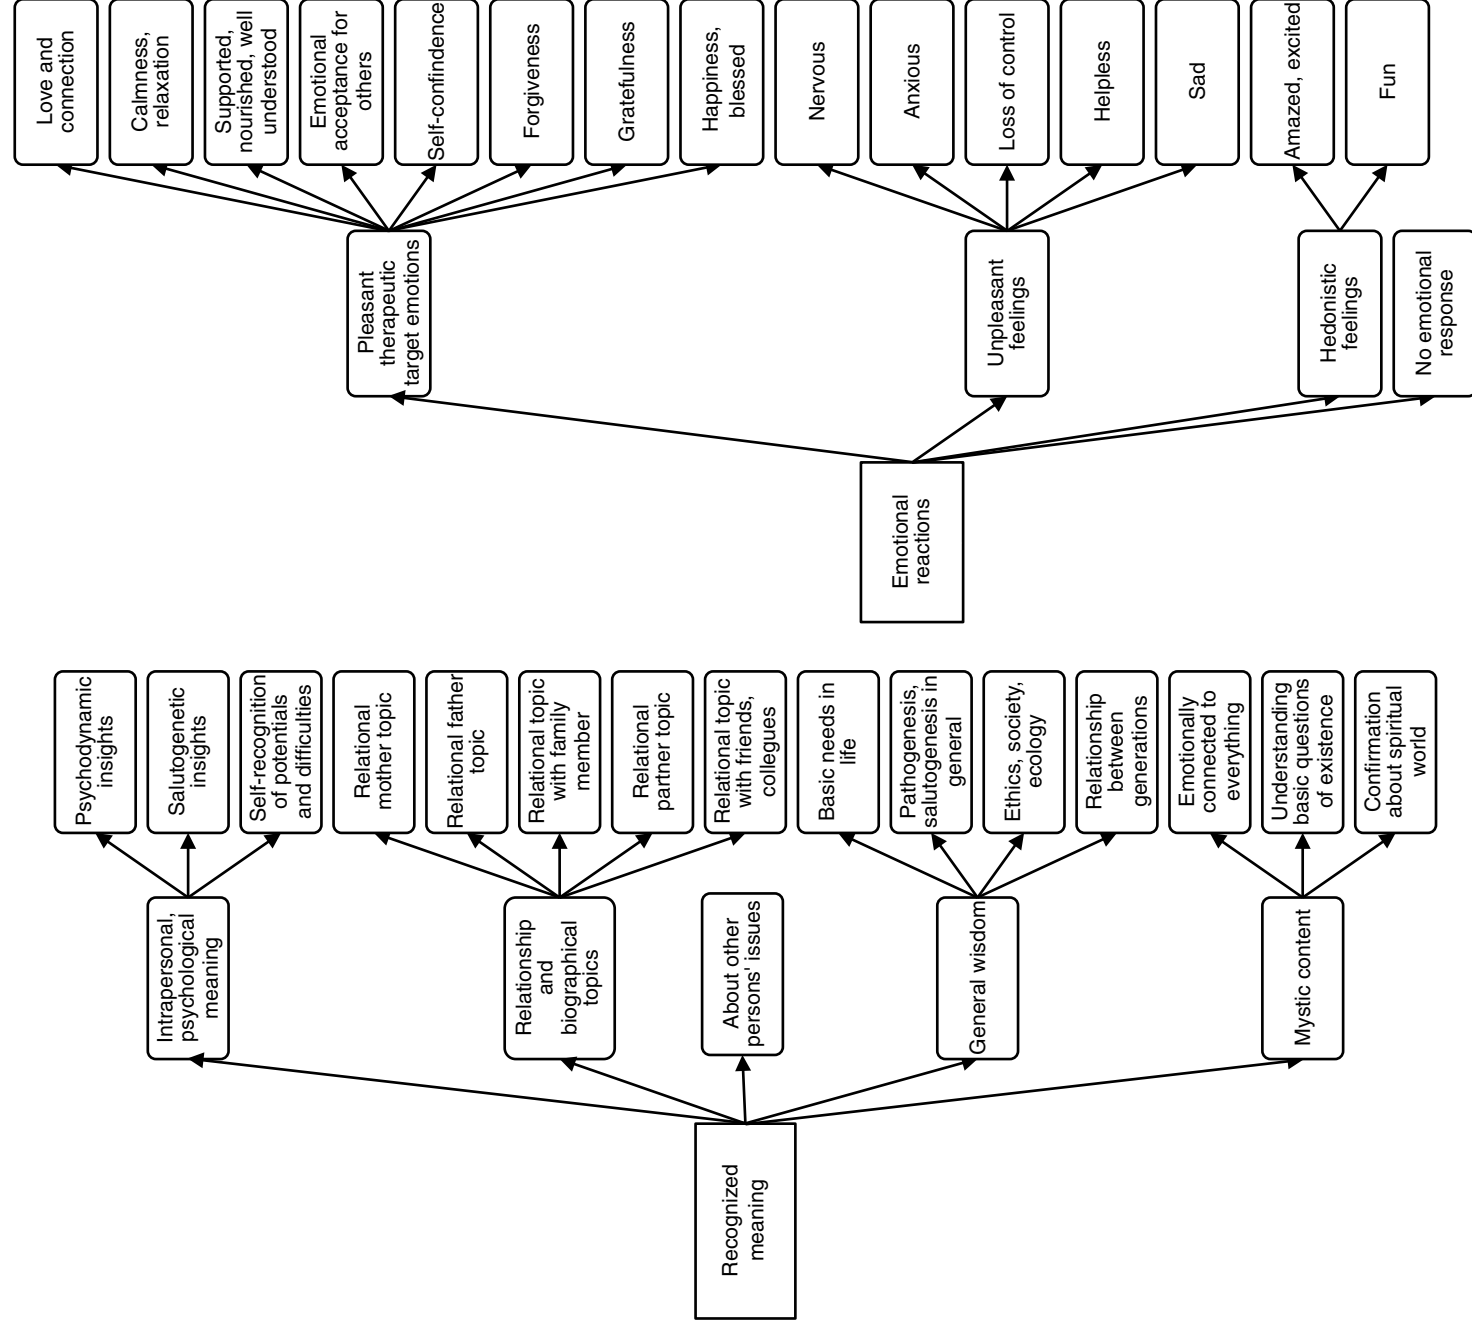 Love and
connection
Calmness,
relaxation
Supported,
nourished, well
understood
Emotional
acceptance for
others
Self-confindence
Forgiveness
Gratefulness
Happiness,
blessed
Nervous
Anxious
Loss of control
Helpless
Sad
Amazed, excited
Fun
Pleasant
therapeutic
target emotions
Unpleasant
feelings
Hedonistic
feelings
No emotional
response
Emotional
reactions
Psychodynamic
insights
Salutogenetic
insights
Self-recognition
of potentials
and difficulties
Relational
mother topic
Relational father
topic
Relational topic
with family
member
Relational
partner topic
Relational topic
with friends,
collegues
Basic needs in
life
Pathogenesis,
salutogenesis in
general
Ethics, society,
ecology
Relationship
between
generations
Emotionally
connected to
everything
Understanding
basic questions
of existence
Confirmation
about spiritual
world
Intrapersonal,
psychological
meaning
Relationship
and
biographical
topics
About other
persons' issues
General wisdom
Mystic content
Recognized
meaning